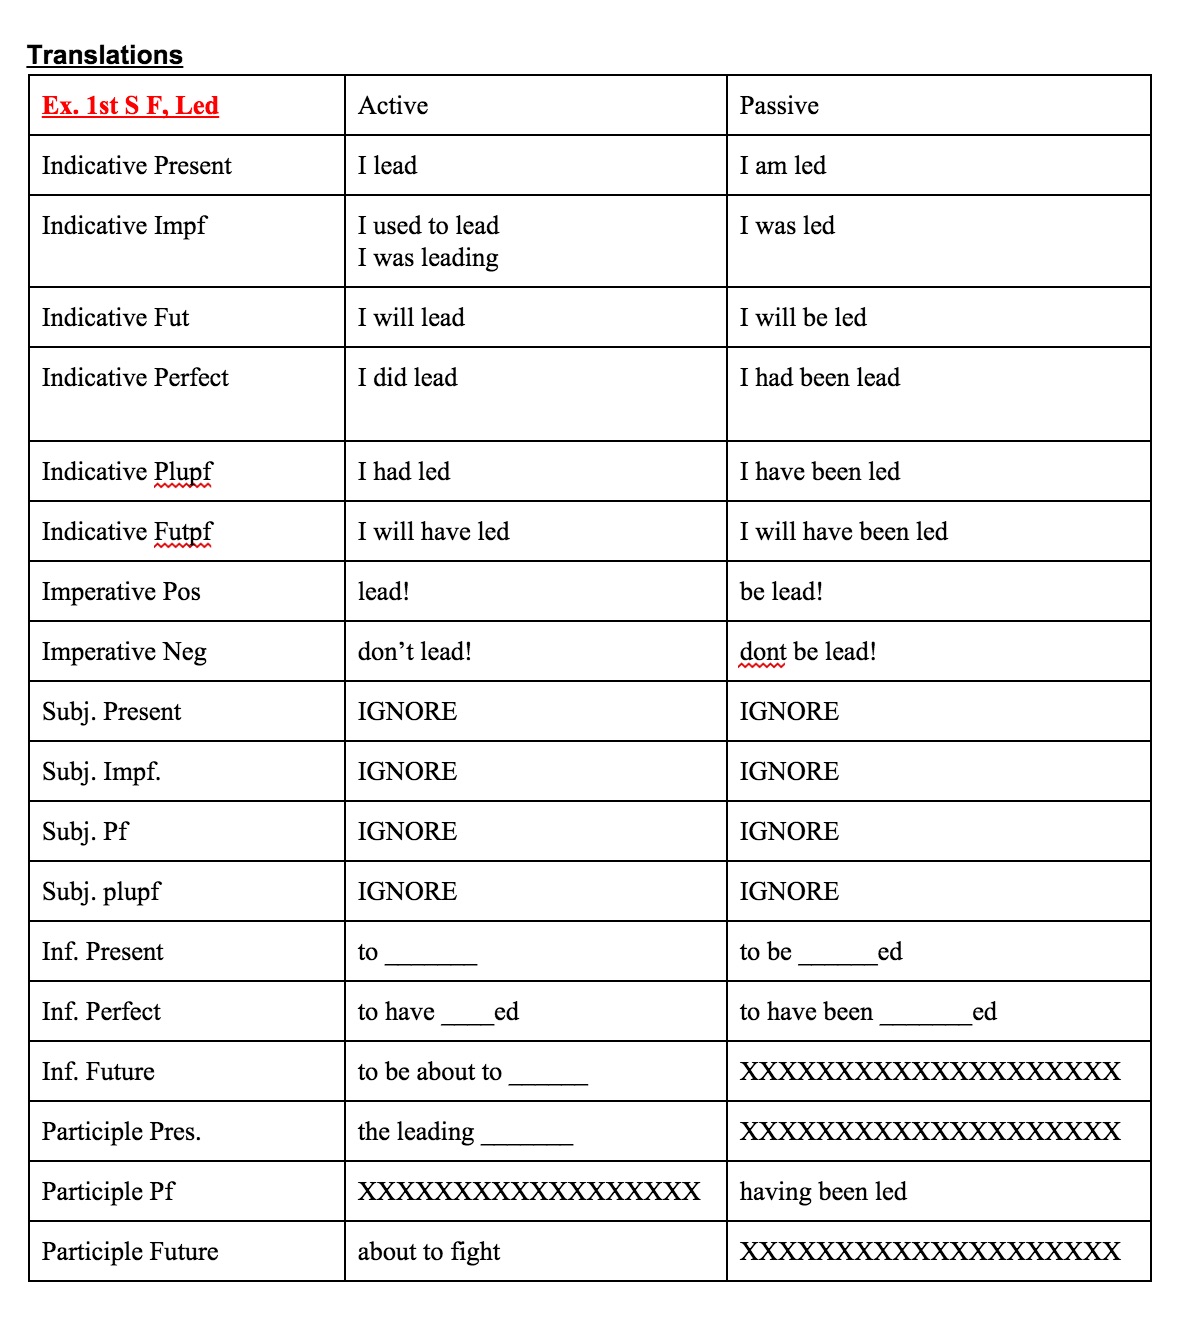 Translations
Ex. 1st S F, Led Active Passive
Indicative Present I lead I am led
Indicative Impf I used to lead I was led
I was leading
Indicative Fut I will lead I will be led
Indicative Perfect I did lead I had been lead
Indicative Plupf I had led I have been led
Indicative Futpf I will have led I will have been led
Imperative Pos lead! be lead!
Imperative Neg don’t lead! dont be lead!
Subj. Present IGNORE IGNORE
Subj. Impf. IGNORE IGNORE
Subj. Pf IGNORE IGNORE
Subj. plupf IGNORE IGNORE
Inf. Present to _______ to be ______ed
Inf. Perfect to have ____ed to have been _______ed
Inf. Future to be about to ______ XXXXXXXXXXXXXXXXXXXX
Participle Pres. the leading _______ XXXXXXXXXXXXXXXXXXXX
Participle Pf XXXXXXXXXXXXXXXXXX having been led
Participle Future about to fight XXXXXXXXXXXXXXXXXXXX